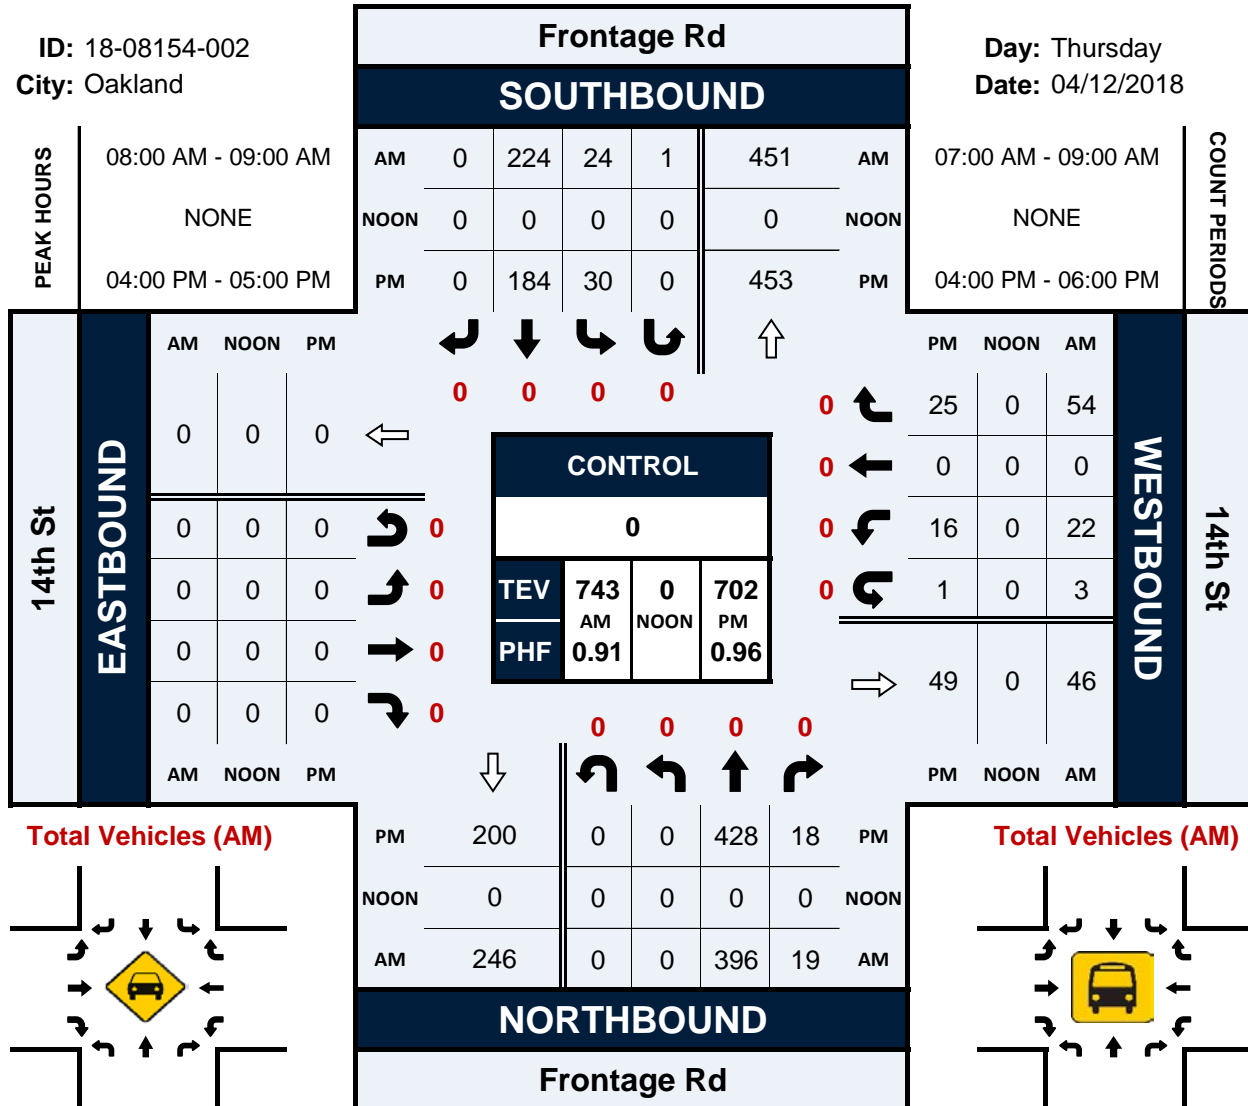 ID: 18-08154-002
City: Oakland
Frontage Rd
SOUTHBOUND
Day: Thursday
Date: 04/12/2018
PEAK HOURS
08:00 AM - 09:00 AM
NONE
04:00 PM - 05:00 PM
AM 0 224 24 1 451 AM
NOON 0 0 0 0 0 NOON
PM 0 184 30 0 453 PM
07:00 AM - 09:00 AM
NONE
04:00 PM - 06:00 PM
COUNT PERIODS
0 0 0 0
14th St
EASTBOUND
AM NOON PM
0 0 0
0 0 0 0
0 0 0 0
0 0 0 0
0 0 0 0
AM NOON PM
CONTROL
0
TEV 743 0 702
AM NOON PM
PHF 0.91 0.96
PM NOON AM
0 25 0 54
0 0 0 0
0 16 0 22
0 1 0 3
49 0 46
PM NOON AM
WESTBOUND
14th St
0 0 0 0
PM 200 0 0 428 18 PM
NOON 0 0 0 0 0 NOON
AM 246 0 0 396 19 AM
NORTHBOUND
Frontage Rd
Total Vehicles (AM)
Total Vehicles (AM)